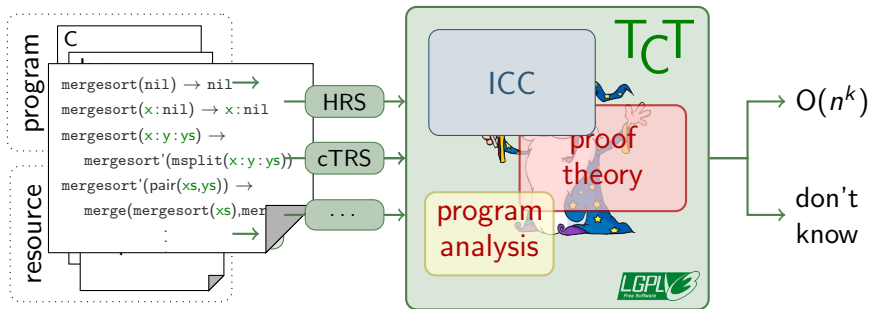 program
resource
C
mergesort(nil) → nil
mergesort(x:nil) → x:nil
mergesort(x:y:ys) →
mergesort'(msplit(x:y:ys))
mergesort'(pair(xs,ys)) →
merge(mergesort(xs),mer
:
HRS
cTRS
...
TCT
ICC
proof
theory
program
analysis
LGPLv3
Free Software
O(n^k)
don't
know